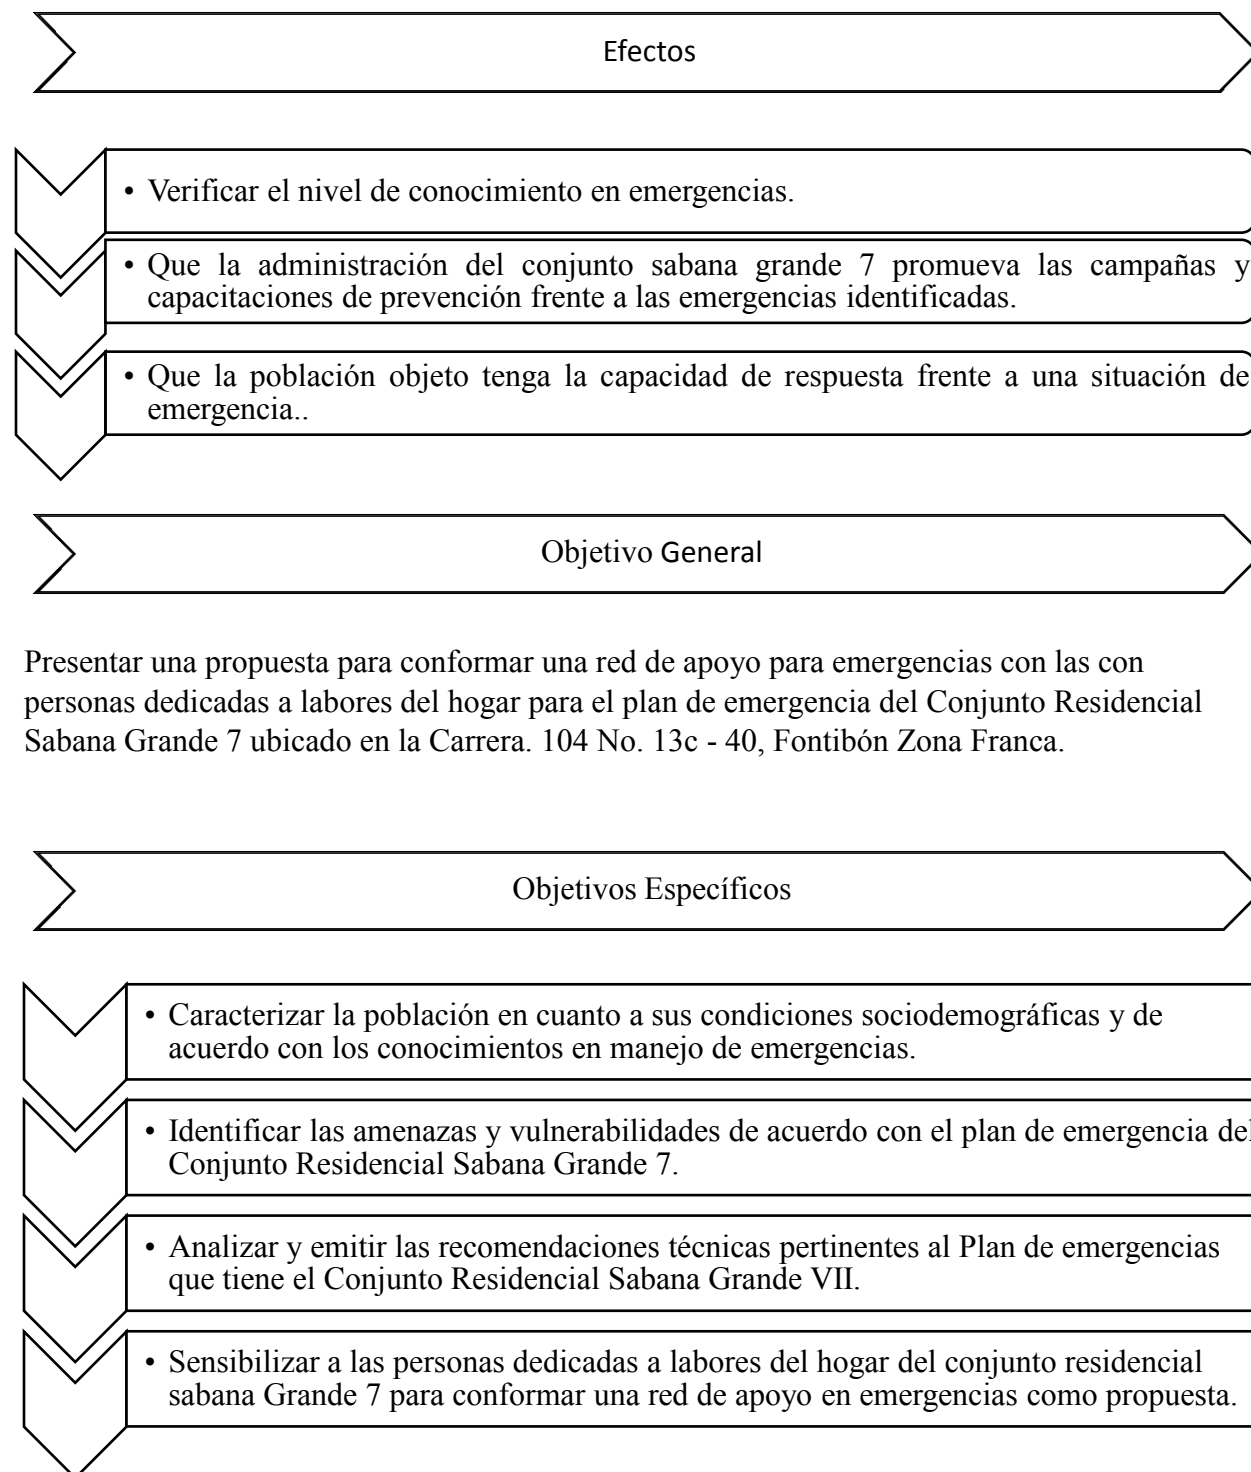 Efectos
• Verificar el nivel de conocimiento en emergencias.
• Que la administración del conjunto sabana grande 7 promueva las campañas y
capacitaciones de prevención frente a las emergencias identificadas.
• Que la población objeto tenga la capacidad de respuesta frente a una situación de
emergencia..
Objetivo General
Presentar una propuesta para conformar una red de apoyo para emergencias con las con
personas dedicadas a labores del hogar para el plan de emergencia del Conjunto Residencial
Sabana Grande 7 ubicado en la Carrera. 104 No. 13c - 40, Fontibón Zona Franca.
Objetivos Específicos
• Caracterizar la población en cuanto a sus condiciones sociodemográficas y de
acuerdo con los conocimientos en manejo de emergencias.
• Identificar las amenazas y vulnerabilidades de acuerdo con el plan de emergencia del
Conjunto Residencial Sabana Grande 7.
• Analizar y emitir las recomendaciones técnicas pertinentes al Plan de emergencias
que tiene el Conjunto Residencial Sabana Grande VII.
• Sensibilizar a las personas dedicadas a labores del hogar del conjunto residencial
sabana Grande 7 para conformar una red de apoyo en emergencias como propuesta.